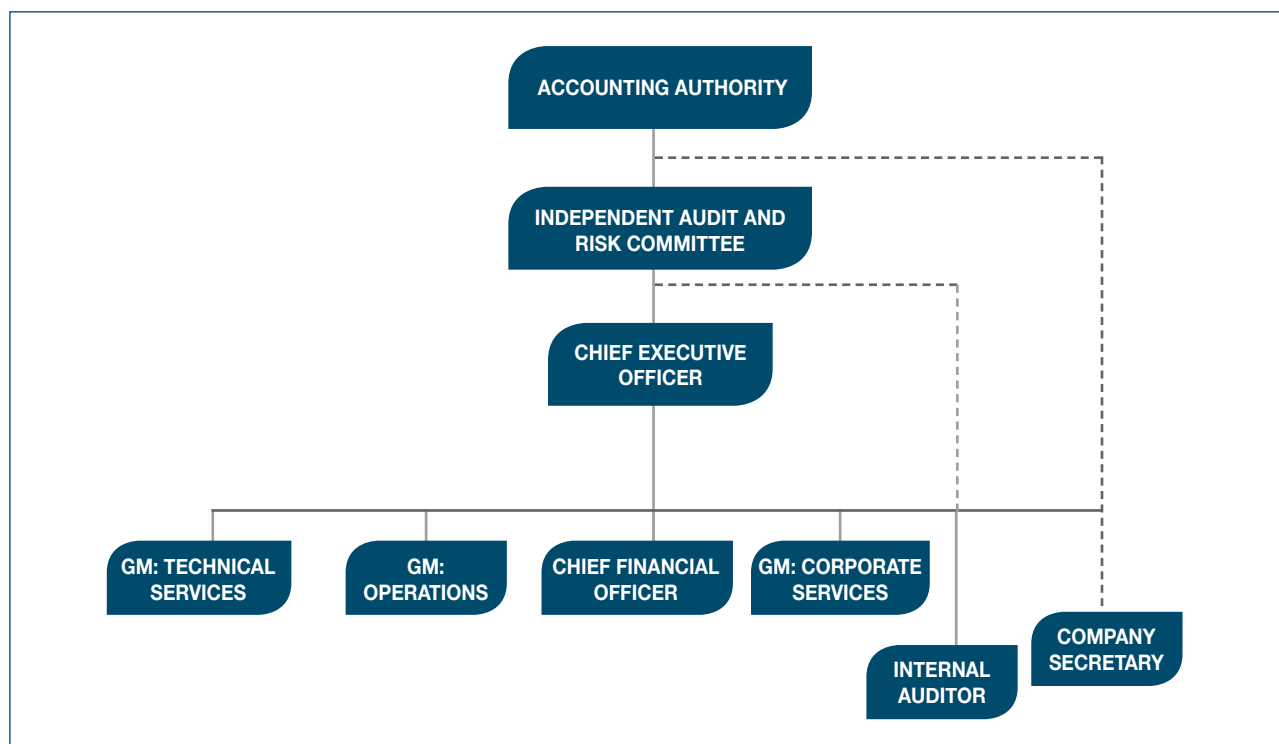 ACCOUNTING AUTHORITY
INDEPENDENT AUDIT AND
RISK COMMITTEE
CHIEF EXECUTIVE
OFFICER
GM: TECHNICAL
SERVICES
GM:
OPERATIONS
CHIEF FINANCIAL
OFFICER
GM: CORPORATE
SERVICES
INTERNAL
AUDITOR
COMPANY
SECRETARY